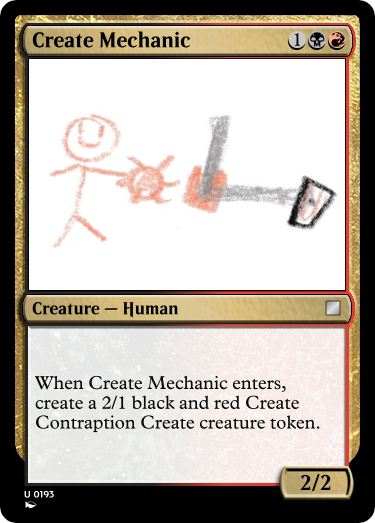 Create Mechanic 1
Creature — Human
When Create Mechanic enters,
create a 2/1 black and red Create
Contraption Create creature token.
2/2
U 0193